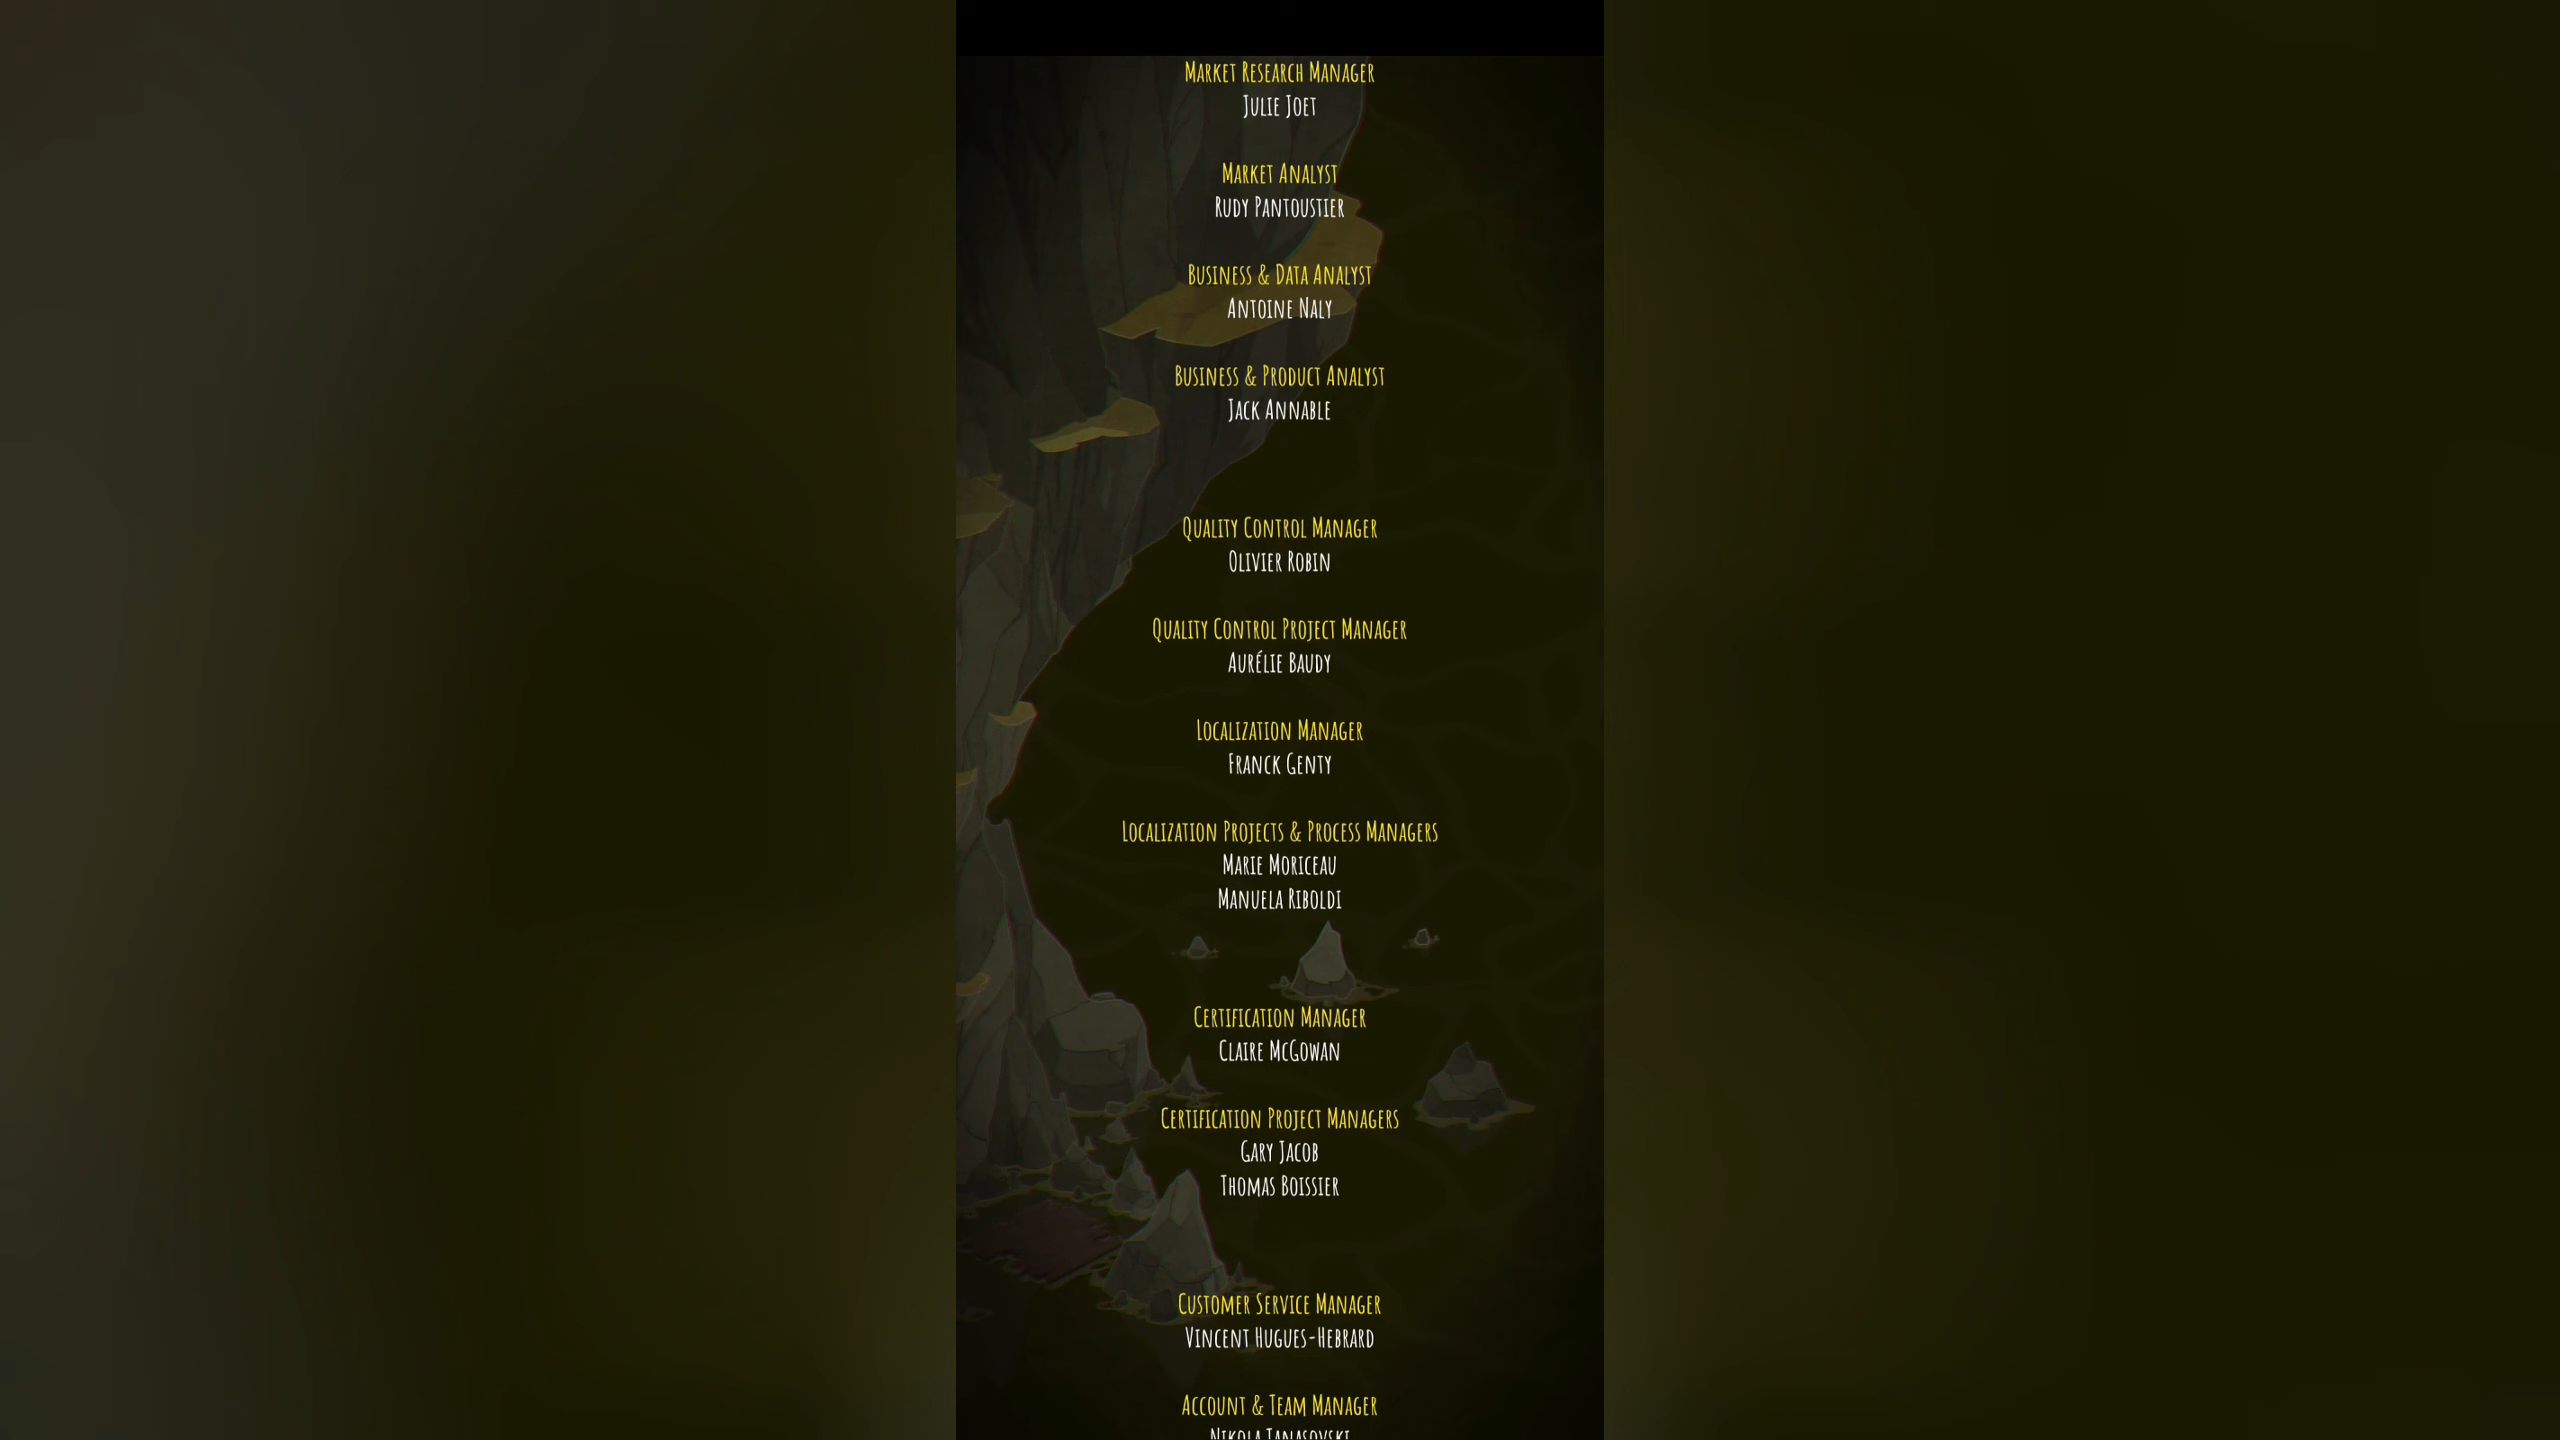 Market Research Manager
Julie Joet
Market Analyst
Rudy Pantoustier
Business & Data Analyst
Antoine Naly
Business & Product Analyst
Jack Annable
Quality Control Manager
Olivier Robin
Quality Control Project Manager
Aurélie Baudy
Localization Manager
Franck Genty
Localization Projects & Process Managers
Marie Moriceau
Manuela Riboldi
Certification Manager
Claire McGowan
Certification Project Managers
Gary Jacob
Thomas Boissier
Customer Service Manager
Vincent Hugues-Hebrard
Account & Team Manager
Nikola